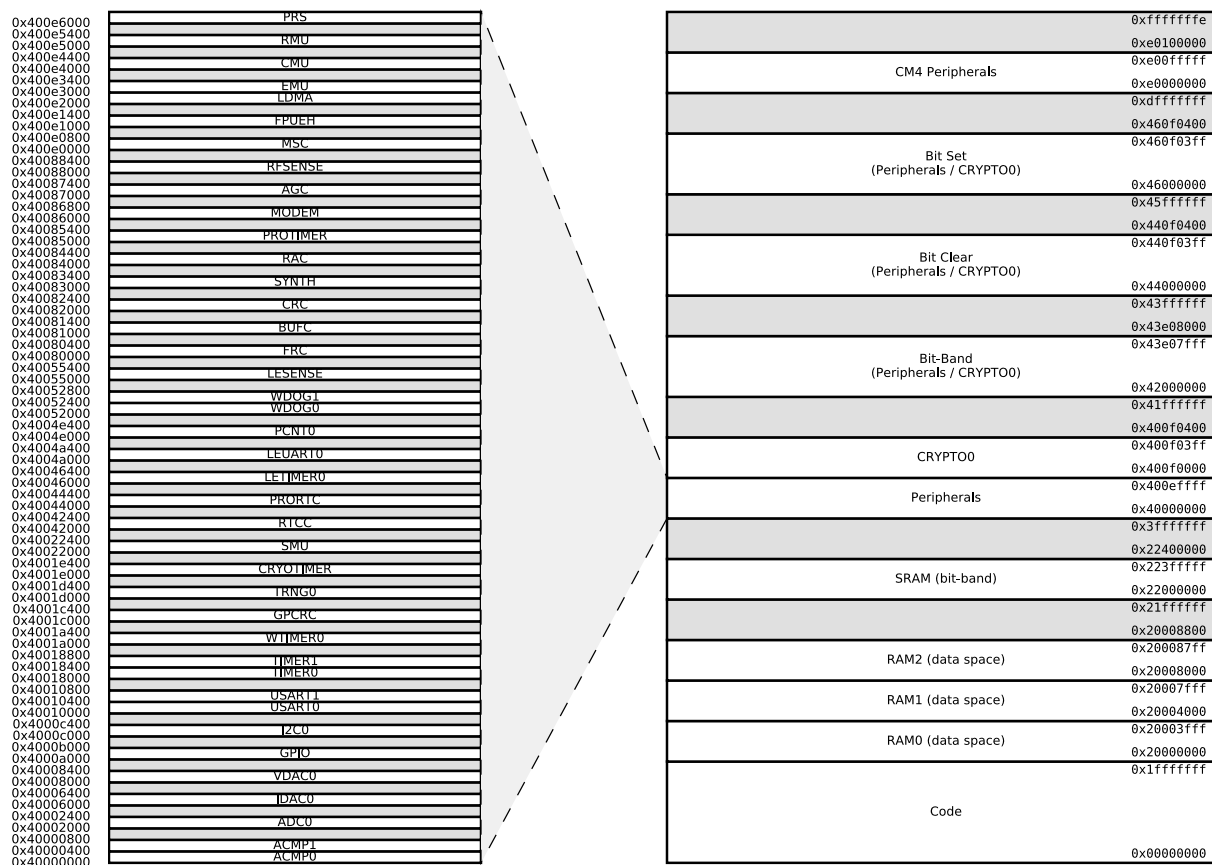 0x400e6000
0x400e5400
0x400e5000
0x400e4400
0x400e4000
0x400e3400
0x400e3000
0x400e2000
0x400e1400
0x400e1000
0x400e0800
0x400e0000
0x40088400
0x40088000
0x40087400
0x40087000
0x40086800
0x40086000
0x40085400
0x40085000
0x40084400
0x40084000
0x40083400
0x40083000
0x40082400
0x40082000
0x40081400
0x40081000
0x40080400
0x40080000
0x40055400
0x40055000
0x40052800
0x40052400
0x40052000
0x4004e400
0x4004e000
0x4004a400
0x4004a000
0x40046400
0x40046000
0x40044400
0x40044000
0x40042400
0x40042000
0x40022400
0x40022000
0x4001e400
0x4001e000
0x4001d400
0x4001d000
0x4001c400
0x4001c000
0x4001a400
0x4001a000
0x40018800
0x40018400
0x40018000
0x40010800
0x40010400
0x40010000
0x4000c400
0x4000c000
0x4000b000
0x4000a000
0x40008400
0x40008000
0x40006400
0x40006000
0x40002400
0x40002000
0x40000800
0x40000400
0x40000000
PRS
RMU
CMU
EMU
LDMA
FPUEH
MSC
RFSENSE
AGC
MODEM
PROTIMER
RAC
SYNTH
CRC
BUFC
FRC
LESENSE
WDOG1
WDOG0
PCNT0
LEUART0
LETIMER0
PRORTC
RTCC
SMU
CRYOTIMER
TRNG0
GPCRC
WTIMER0
TIMER1
TIMER0
USART1
USART0
I2C0
GPIO
VDAC0
IDAC0
ADC0
ACMP1
ACMP0
0xfffffffe
0xe0100000
0xe00fffff
CM4 Peripherals
0xe0000000
0xdfffffff
0x460f0400
0x460f03ff
Bit Set
(Peripherals / CRYPTO0)
0x46000000
0x45ffffff
0x440f0400
0x440f03ff
Bit Clear
(Peripherals / CRYPTO0)
0x44000000
0x43ffffff
0x43e08000
0x43e07fff
Bit-Band
(Peripherals / CRYPTO0)
0x42000000
0x41ffffff
0x400f0400
0x400f03ff
CRYPTO0
0x400f0000
0x400effff
Peripherals
0x40000000
0x3fffffff
0x22400000
0x223fffff
SRAM (bit-band)
0x22000000
0x21ffffff
0x20008800
0x200087ff
RAM2 (data space)
0x20008000
0x20007fff
RAM1 (data space)
0x20004000
0x20003fff
RAM0 (data space)
0x20000000
0x1fffffff
Code
0x00000000